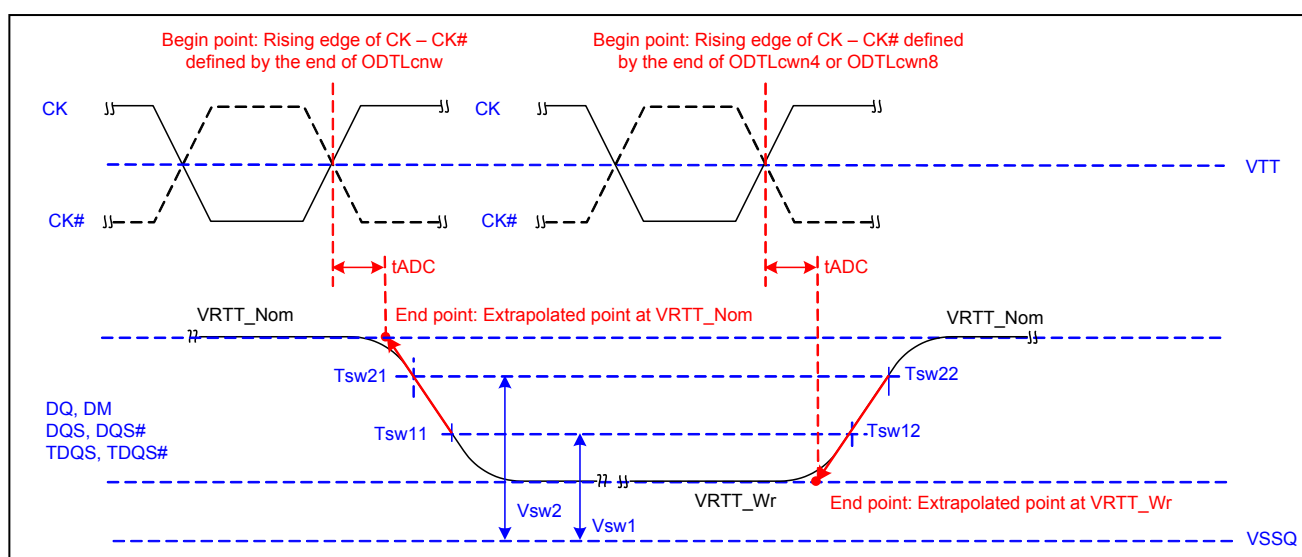 Begin point: Rising edge of CK – CK#
defined by the end of ODTLcnw
Begin point: Rising edge of CK – CK# defined
by the end of ODTLcwn4 or ODTLcwn8
CK
CK
VTT
CK#
CK#
tADC
tADC
VRTT_Nom
End point: Extrapolated point at VRTT_Nom
VRTT_Nom
Tsw21
Tsw22
DQ, DM
DQS, DQS#
TDQS, TDQS#
Tsw11
Tsw12
VRTT_Wr
End point: Extrapolated point at VRTT_Wr
Vsw2
Vsw1
VSSQ